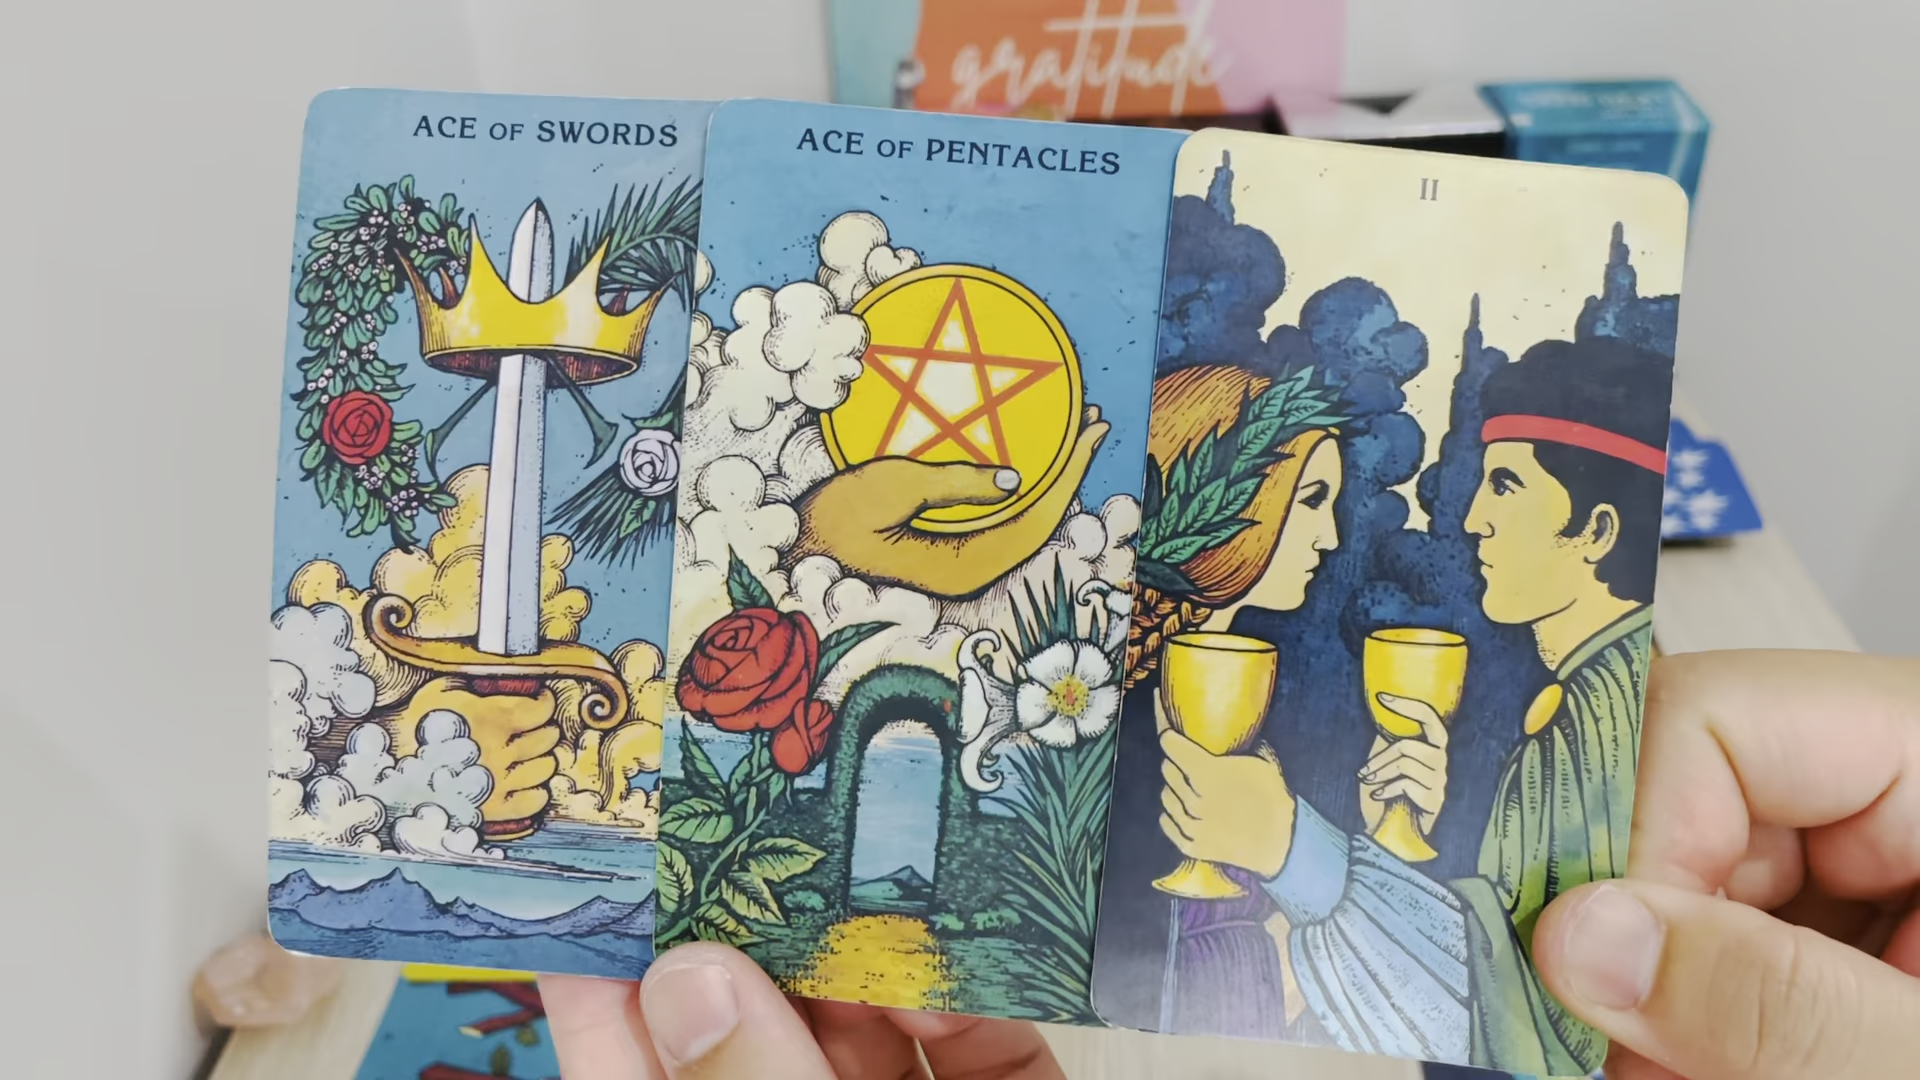 gratitude
ACE OF SWORDS
ACE OF PENTACLES
II